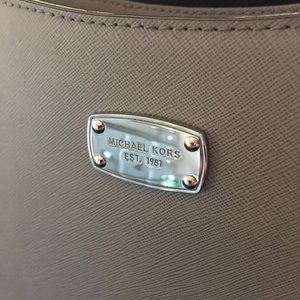 MICHAEL KORS
EST. 1981